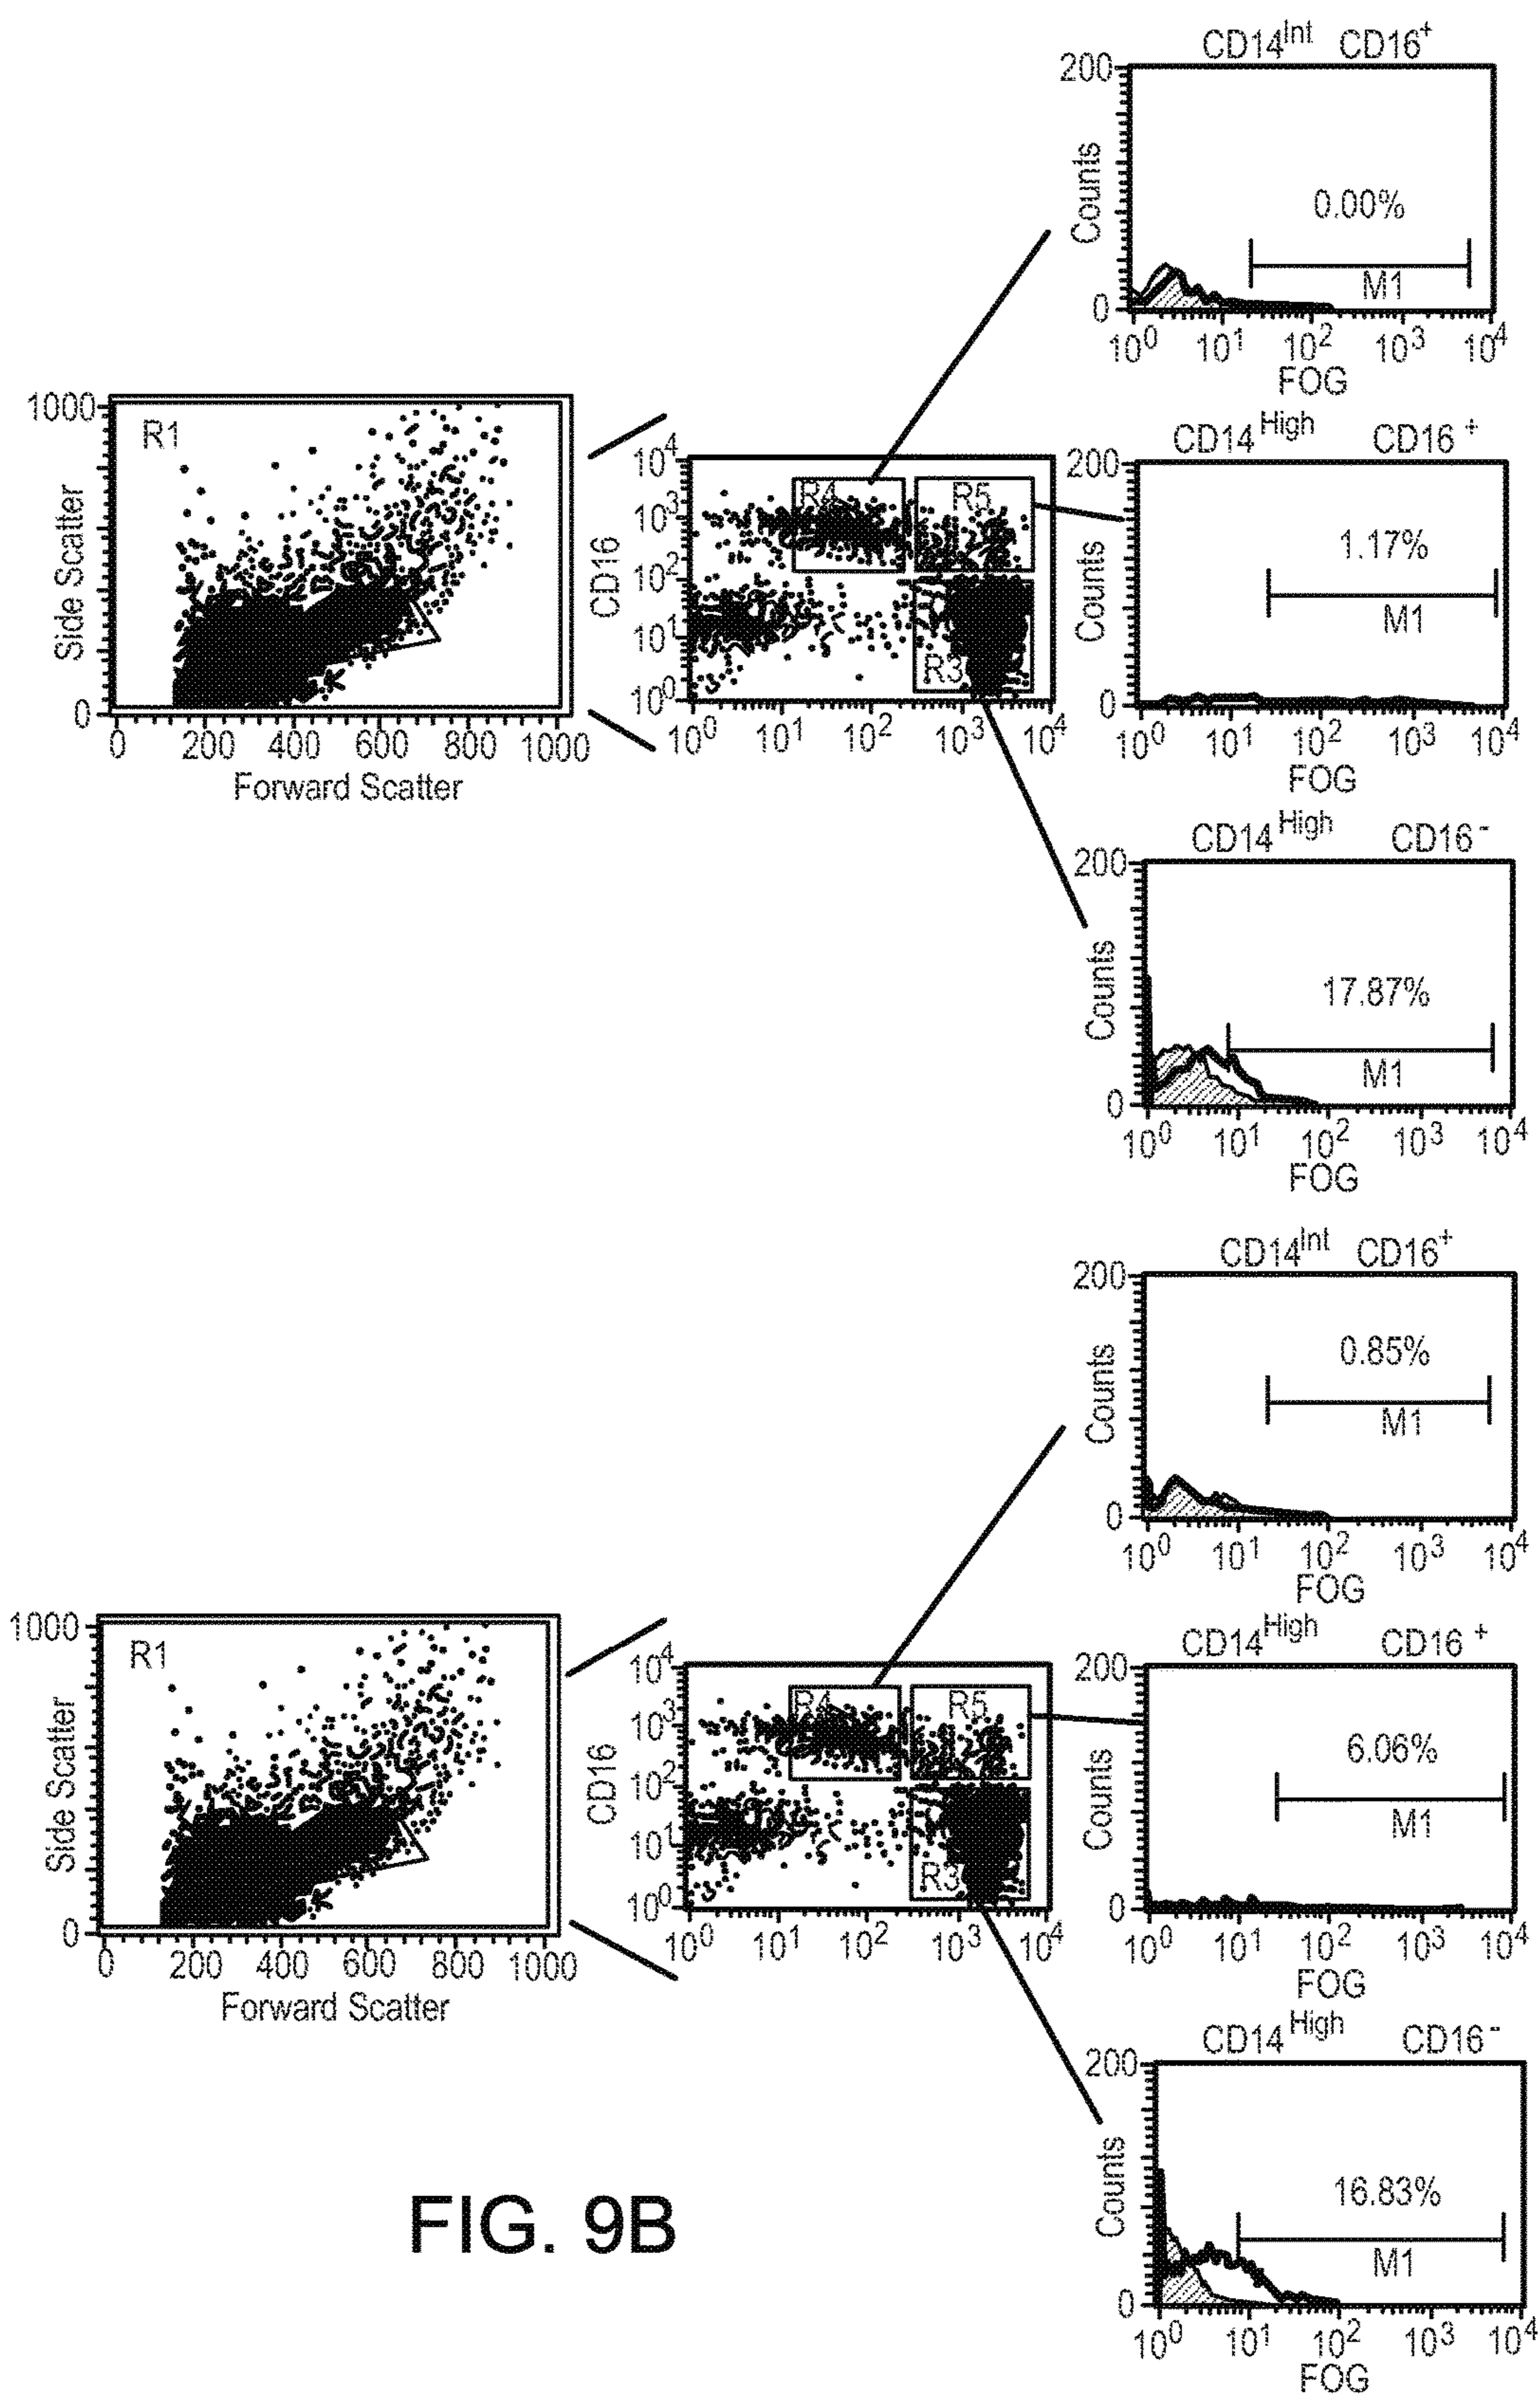 CD14Int CD16+
200
Counts
0.00%
M1
0
10^0 10^1 10^2 10^3 10^4
FOG
1000
R1
Side Scatter
0
0 200 400 600 800 1000
Forward Scatter
10^4
10^3
10^2
10^1
10^0
CD16
R4 R5
R3
10^0 10^1 10^2 10^3 10^4
CD14High CD16+
200
Counts
1.17%
M1
0
10^0 10^1 10^2 10^3 10^4
FOG
CD14High CD16-
200
Counts
17.87%
M1
0
10^0 10^1 10^2 10^3 10^4
FOG
CD14Int CD16+
200
Counts
0.85%
M1
0
10^0 10^1 10^2 10^3 10^4
FOG
1000
R1
Side Scatter
0
0 200 400 600 800 1000
Forward Scatter
10^4
10^3
10^2
10^1
10^0
CD16
R4 R5
R3
10^0 10^1 10^2 10^3 10^4
CD14High CD16+
200
Counts
6.06%
M1
0
10^0 10^1 10^2 10^3 10^4
FOG
CD14High CD16-
200
Counts
16.83%
M1
0
10^0 10^1 10^2 10^3 10^4
FOG
FIG. 9B